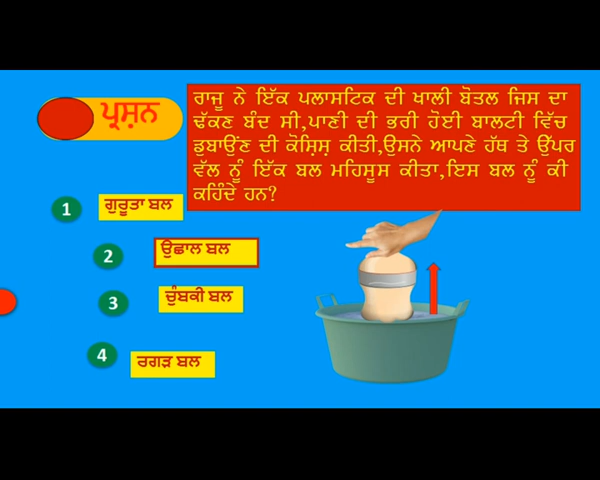 ਪ੍ਰਸ਼ਨ
ਰਾਜੂ ਨੇ ਇੱਕ ਪਲਾਸਟਿਕ ਦੀ ਖਾਲੀ ਬੋਤਲ ਜਿਸ ਦਾ
ਢੱਕਣ ਬੰਦ ਸੀ,ਪਾਣੀ ਦੀ ਭਰੀ ਹੋਈ ਬਾਲਟੀ ਵਿੱਚ
ਡੁਬਾਉਂਣ ਦੀ ਕੋਸ਼ਿਸ਼ ਕੀਤੀ,ਉਸਨੇ ਆਪਣੇ ਹੱਥ ਤੇ ਉੱਪਰ
ਵੱਲ ਨੂੰ ਇੱਕ ਬਲ ਮਹਿਸੂਸ ਕੀਤਾ,ਇਸ ਬਲ ਨੂੰ ਕੀ
ਕਹਿੰਦੇ ਹਨ?
1 ਗੁਰੂਤਾ ਬਲ
2 ਉਛਾਲ ਬਲ
3 ਚੁੰਬਕੀ ਬਲ
4 ਰਗੜ ਬਲ